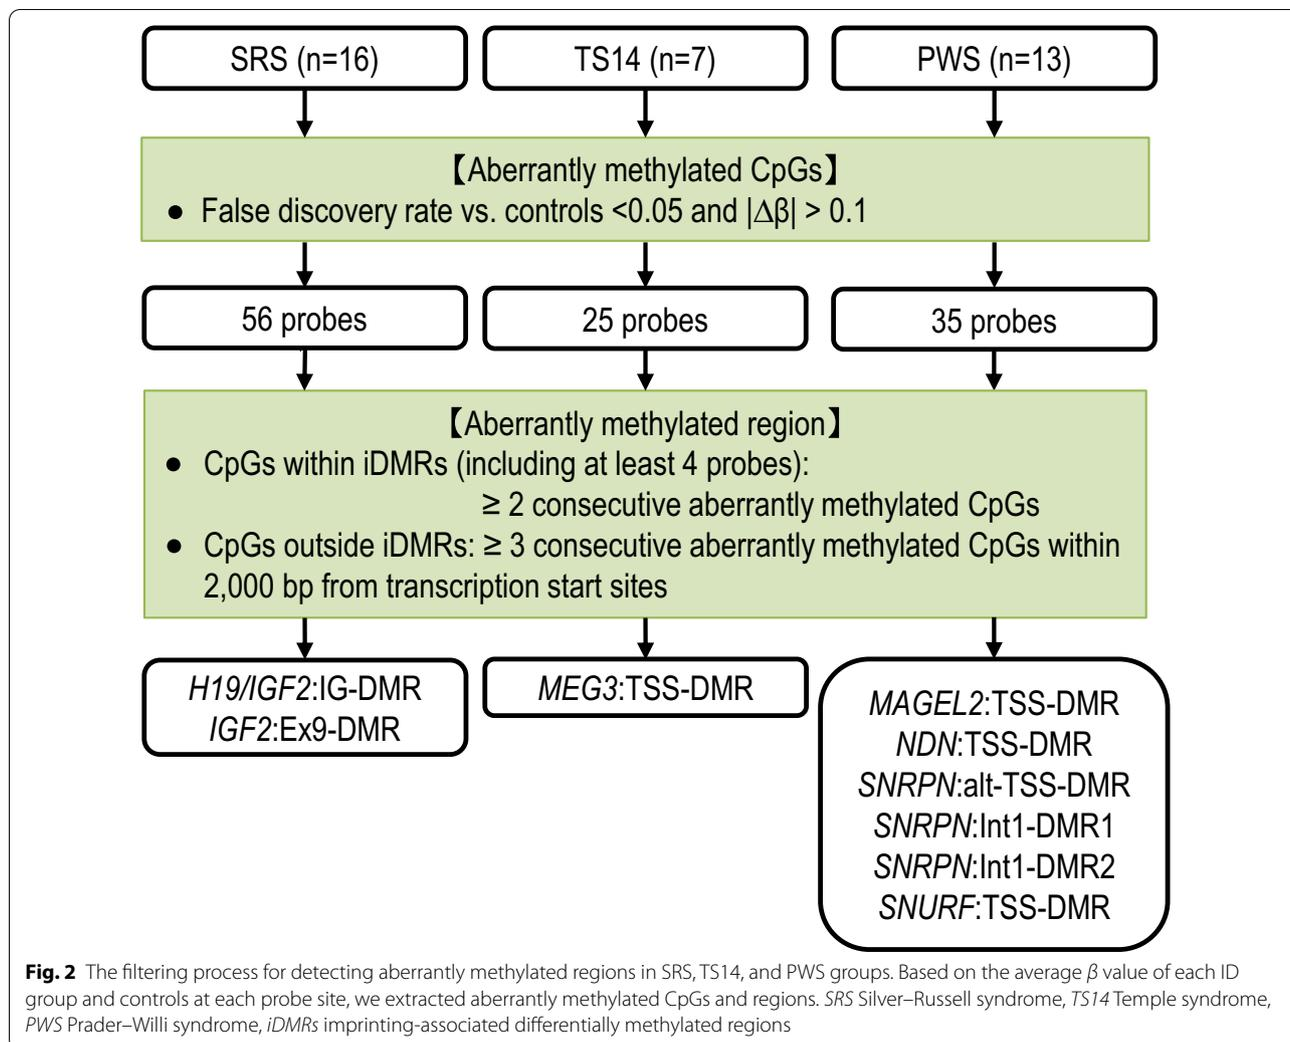 SRS (n=16)
TS14 (n=7)
PWS (n=13)
【Aberrantly methylated CpGs】
● False discovery rate vs. controls <0.05 and |Δβ| > 0.1
56 probes
25 probes
35 probes
【Aberrantly methylated region】
● CpGs within iDMRs (including at least 4 probes):
≥ 2 consecutive aberrantly methylated CpGs
● CpGs outside iDMRs: ≥ 3 consecutive aberrantly methylated CpGs within
2,000 bp from transcription start sites
H19/IGF2:IG-DMR
IGF2:Ex9-DMR
MEG3:TSS-DMR
MAGEL2:TSS-DMR
NDN:TSS-DMR
SNRPN:alt-TSS-DMR
SNRPN:Int1-DMR1
SNRPN:Int1-DMR2
SNURF:TSS-DMR
Fig. 2 The filtering process for detecting aberrantly methylated regions in SRS, TS14, and PWS groups. Based on the average β value of each ID
group and controls at each probe site, we extracted aberrantly methylated CpGs and regions. SRS Silver–Russell syndrome, TS14 Temple syndrome,
PWS Prader–Willi syndrome, iDMRs imprinting-associated differentially methylated regions